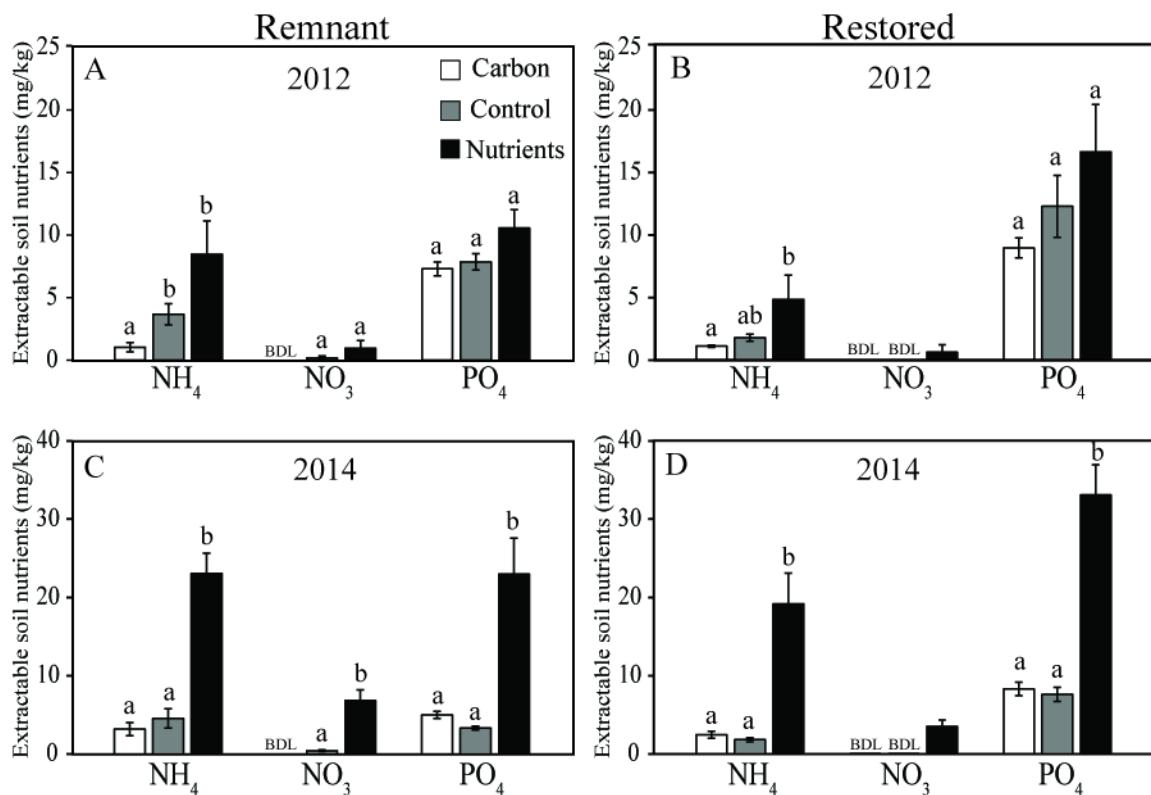 Remnant
Restored
A
2012
Carbon
Control
Nutrients
Extractable soil nutrients (mg/kg)
25
20
15
10
5
0
a
b
b
BDL
a
a
a
a
a
NH4
NO3
PO4
B
2012
Extractable soil nutrients (mg/kg)
25
20
15
10
5
0
a
ab
b
BDL
BDL
a
a
a
NH4
NO3
PO4
C
2014
Extractable soil nutrients (mg/kg)
40
30
20
10
0
a
a
b
BDL
a
b
a
a
b
NH4
NO3
PO4
D
2014
Extractable soil nutrients (mg/kg)
40
30
20
10
0
a
a
b
BDL
BDL
a
a
b
NH4
NO3
PO4